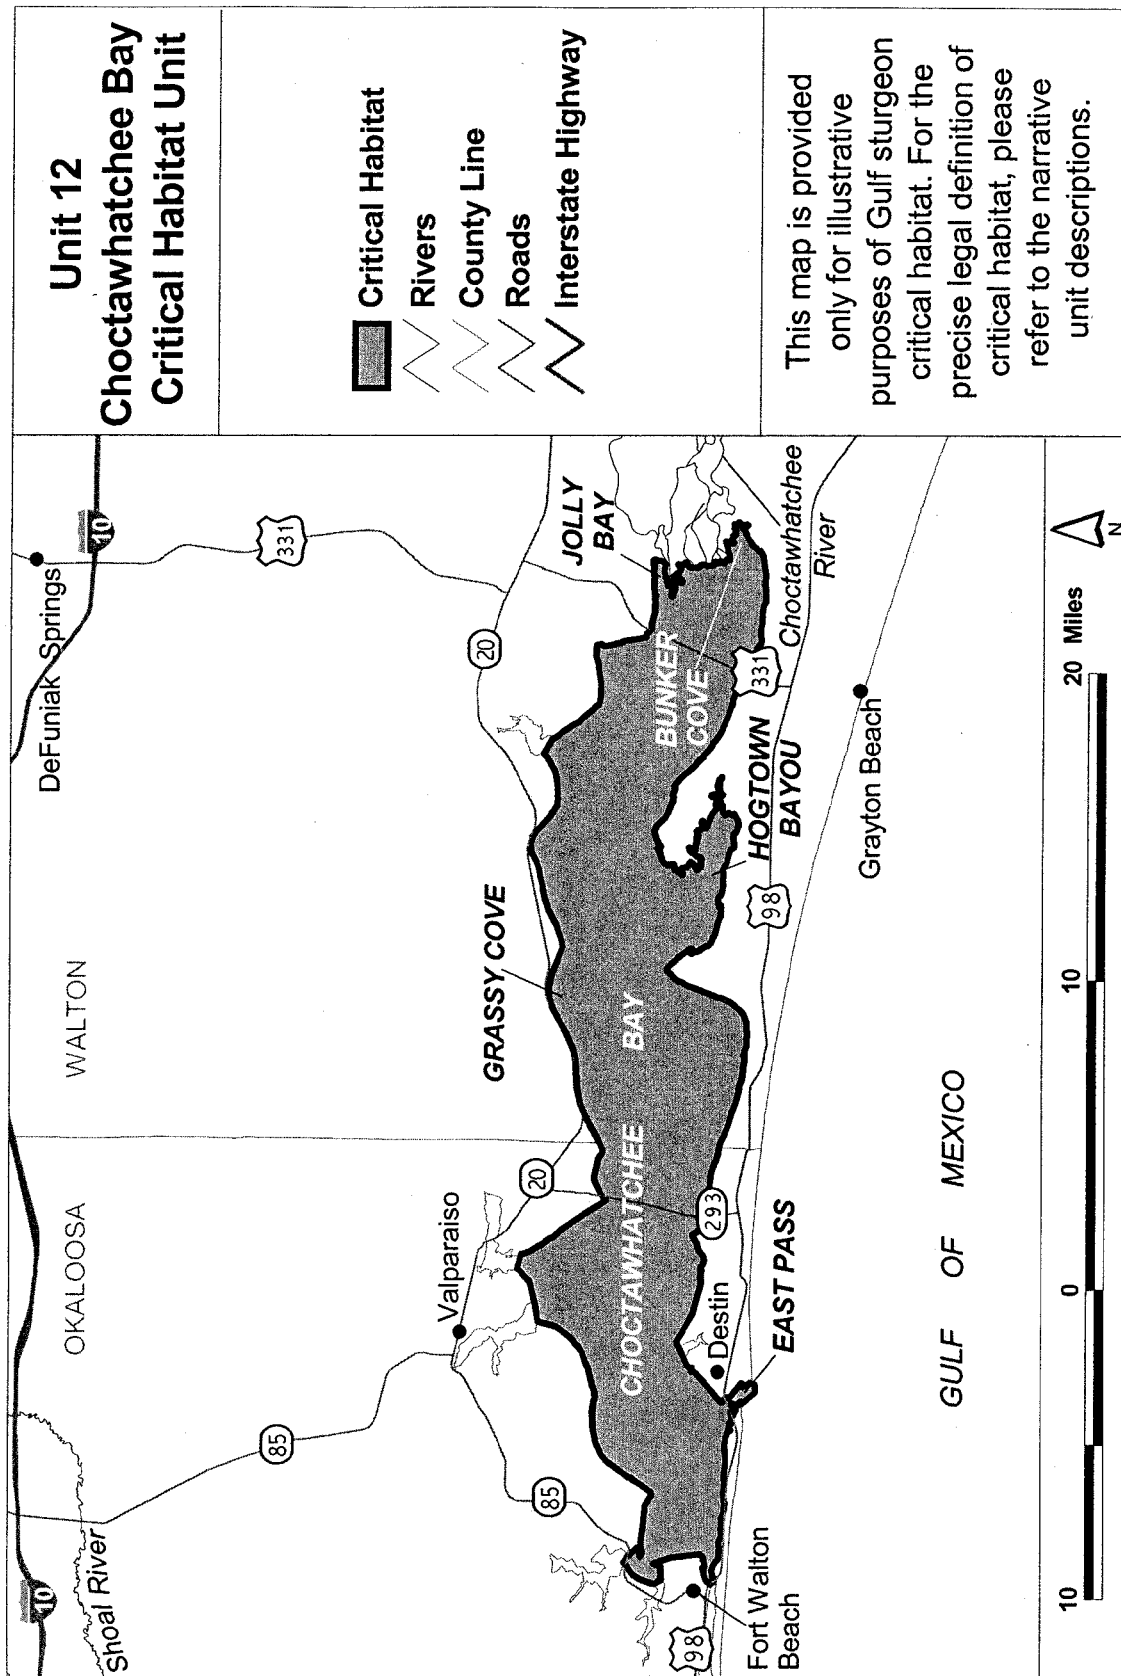 Unit 12
Choctawhatchee Bay
Critical Habitat Unit
Critical Habitat
Rivers
County Line
Roads
Interstate Highway
This map is provided
only for illustrative
purposes of Gulf sturgeon
critical habitat. For the
precise legal definition of
critical habitat, please
refer to the narrative
unit descriptions.
10
Shoal River
OKALOOSA
WALTON
DeFuniak Springs
10
331
85
85
Valparaiso
20
20
GRASSY COVE
JOLLY
BAY
CHOCTAWHATCHEE BAY
BUNKER
COVE
HOGTOWN
BAYOU
Choctawhatchee
River
331
98
98
Fort Walton
Beach
Destin
293
EAST PASS
Grayton Beach
GULF OF MEXICO
10 0 10 20 Miles
N